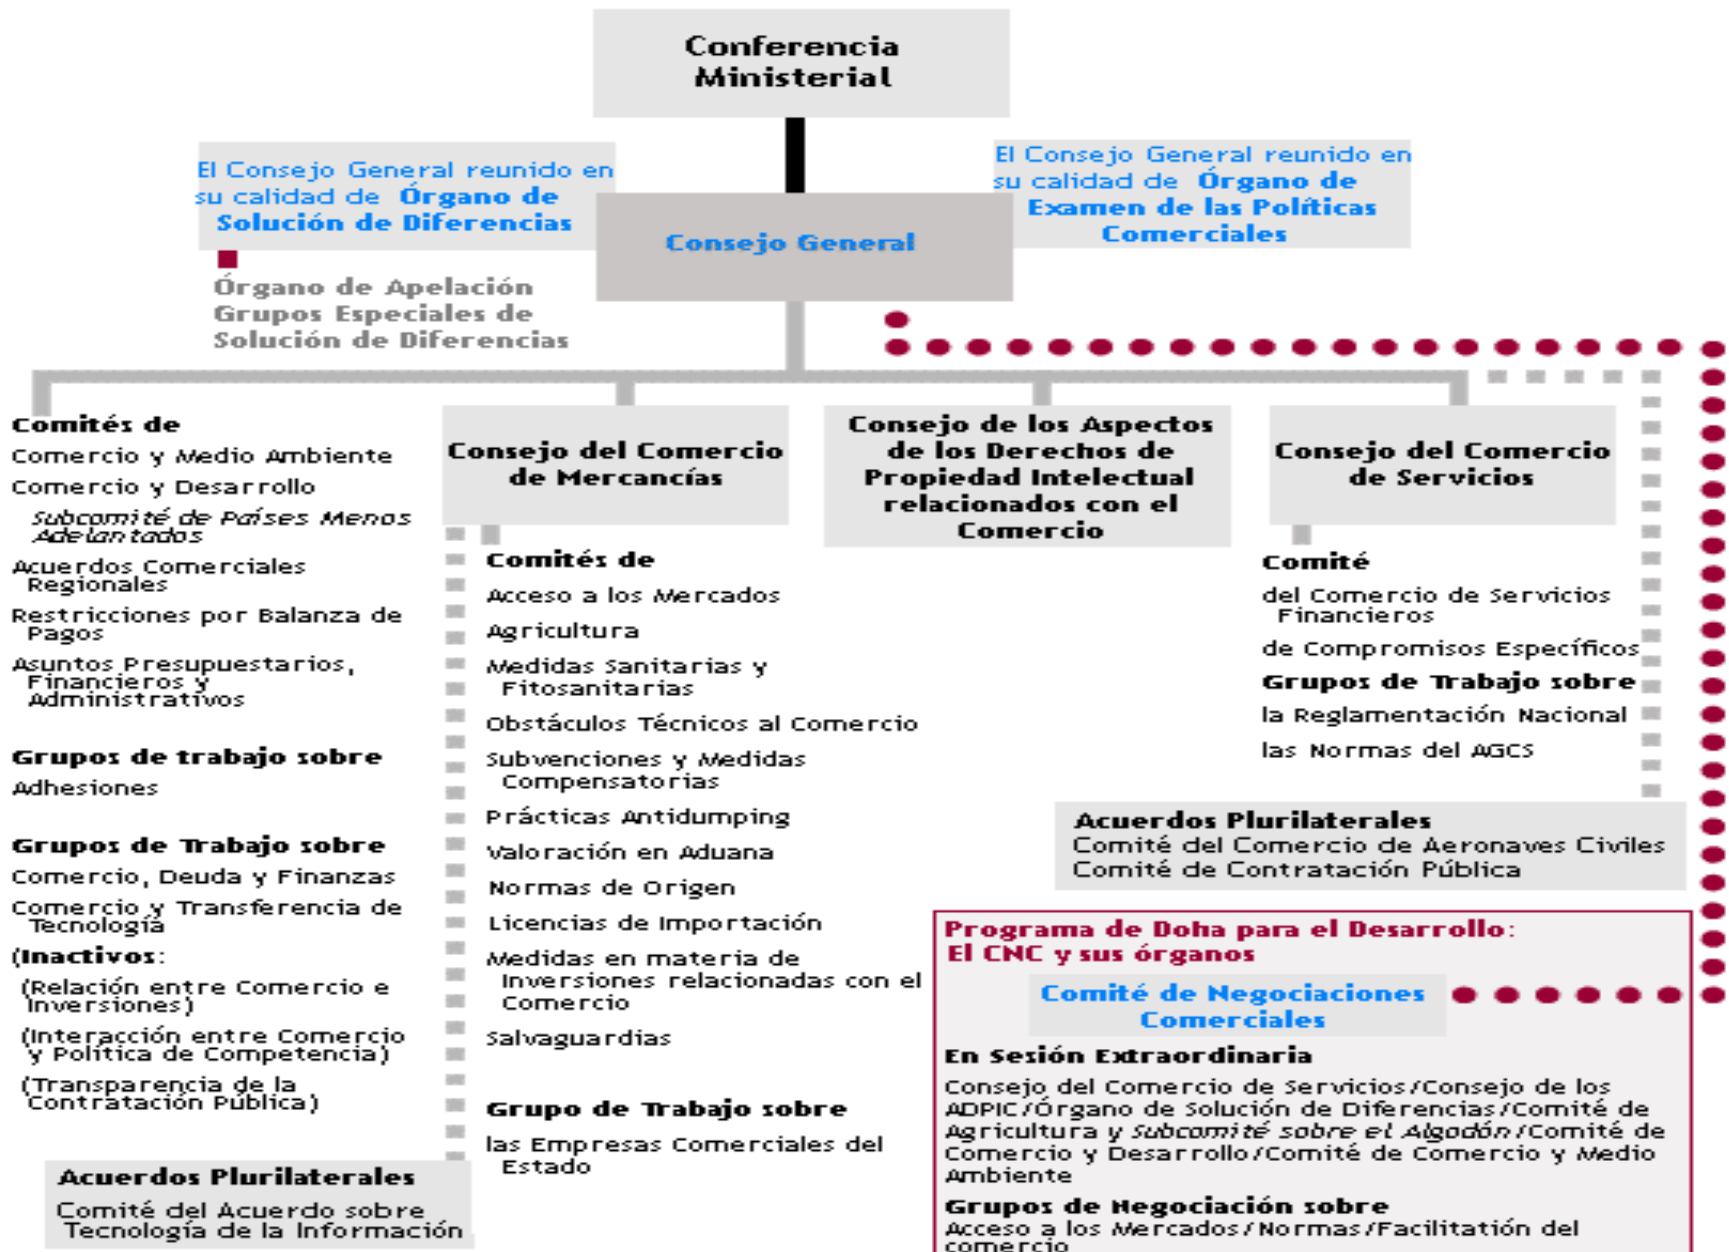 Conferencia
Ministerial
El Consejo General reunido en
su calidad de Órgano de
Solución de Diferencias
El Consejo General reunido en
su calidad de Órgano de
Examen de las Políticas
Comerciales
Consejo General
Órgano de Apelación
Grupos Especiales de
Solución de Diferencias
Comités de
Comercio y Medio Ambiente
Comercio y Desarrollo
Subcomité de Países Menos
Adelantados
Acuerdos Comerciales
Regionales
Restricciones por Balanza de
Pagos
Asuntos Presupuestarios,
Financieros y
Administrativos
Grupos de trabajo sobre
Adhesiones
Grupos de Trabajo sobre
Comercio, Deuda y Finanzas
Comercio y Transferencia de
Tecnología
(Inactivos:
(Relación entre Comercio e
Inversiones)
(Interacción entre Comercio
y Política de Competencia)
(Transparencia de la
Contratación Pública)
Acuerdos Plurilaterales
Comité del Acuerdo sobre
Tecnología de la Información
Consejo del Comercio
de Mercancías
Comités de
Acceso a los Mercados
Agricultura
Medidas Sanitarias y
Fitosanitarias
Obstáculos Técnicos al Comercio
Subvenciones y Medidas
Compensatorias
Prácticas Antidumping
Valoración en Aduana
Normas de Origen
Licencias de Importación
Medidas en materia de
Inversiones relacionadas con el
Comercio
Salvaguardias
Grupo de Trabajo sobre
las Empresas Comerciales del
Estado
Consejo de los Aspectos
de los Derechos de
Propiedad Intelectual
relacionados con el
Comercio
Consejo del Comercio
de Servicios
Comité
del Comercio de Servicios
Financieros
de Compromisos Específicos
Grupos de Trabajo sobre
la Reglamentación Nacional
las Normas del AGCS
Acuerdos Plurilaterales
Comité del Comercio de Aeronaves Civiles
Comité de Contratación Pública
Programa de Doha para el Desarrollo:
El CNC y sus órganos
Comité de Negociaciones
Comerciales
En Sesión Extraordinaria
Consejo del Comercio de Servicios/Consejo de los
ADPIC/Órgano de Solución de Diferencias/Comité de
Agricultura y Subcomité sobre el Algodón/Comité de
Comercio y Desarrollo/Comité de Comercio y Medio
Ambiente
Grupos de Negociación sobre
Acceso a los Mercados/Normas/Facilitatión del
comercio